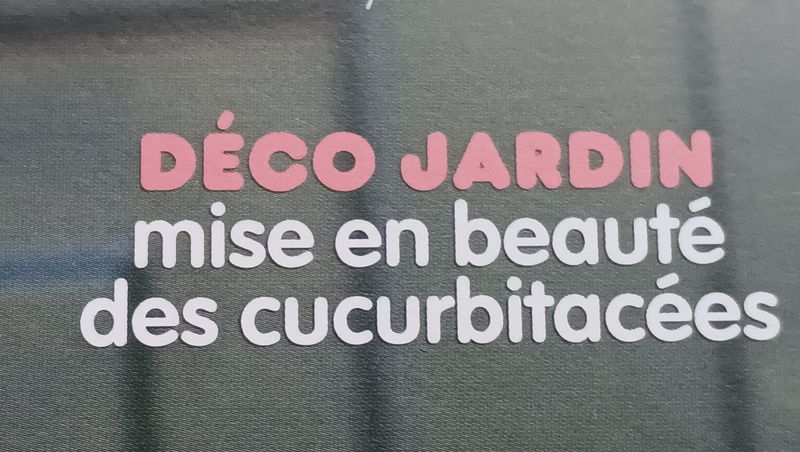 DÉCO JARDIN
mise en beauté
des cucurbitacées